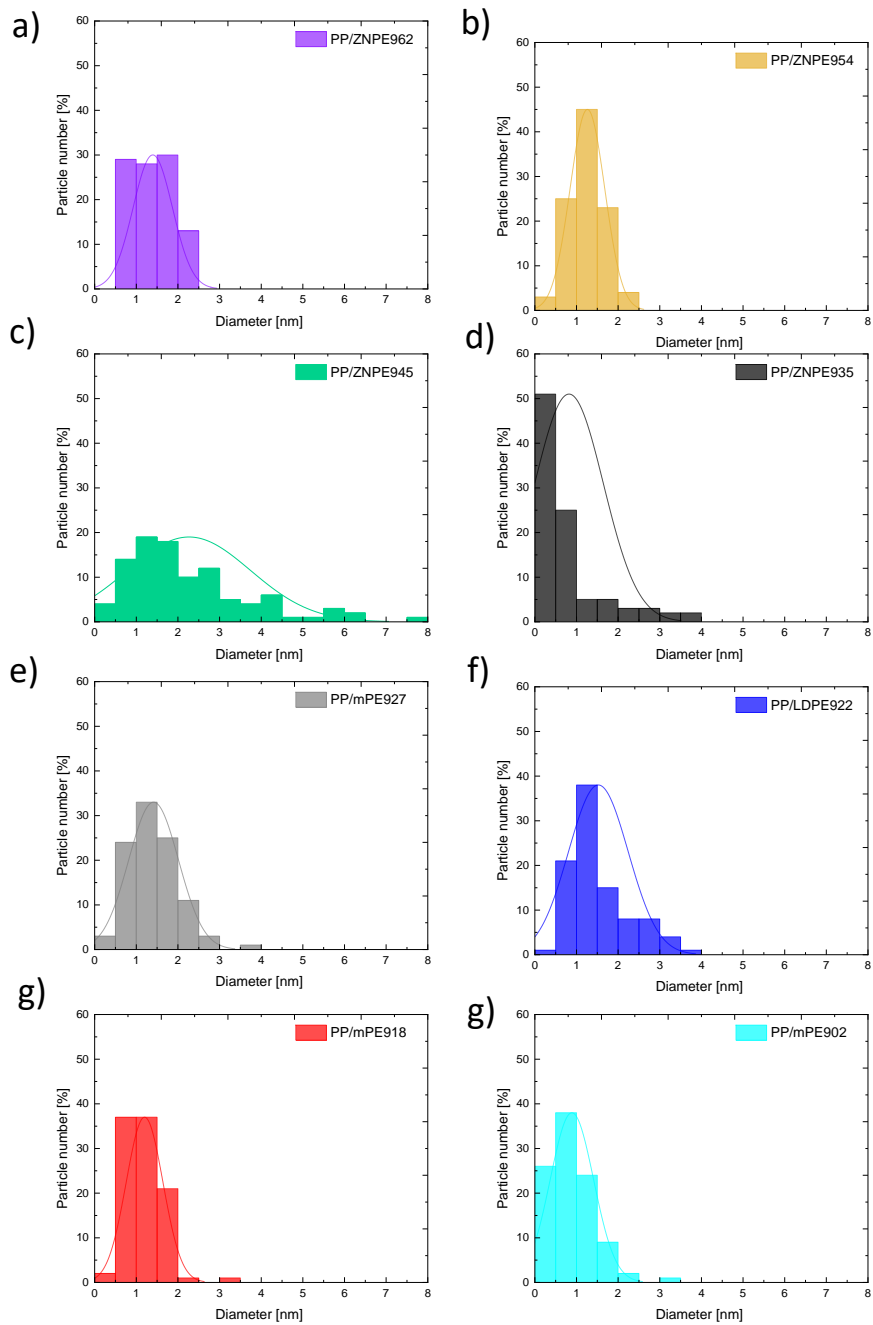 a)
PP/ZNPE962
60
50
40
30
20
10
0
Particle number [%]
0 1 2 3 4 5 6 7 8
Diameter [nm]
b)
PP/ZNPE954
60
50
40
30
20
10
0
Particle number [%]
0 1 2 3 4 5 6 7 8
Diameter [nm]
c)
PP/ZNPE945
60
50
40
30
20
10
0
Particle number [%]
0 1 2 3 4 5 6 7 8
Diameter [nm]
d)
PP/ZNPE935
60
50
40
30
20
10
0
Particle number [%]
0 1 2 3 4 5 6 7 8
Diameter [nm]
e)
PP/mPE927
60
50
40
30
20
10
0
Particle number [%]
0 1 2 3 4 5 6 7 8
Diameter [nm]
f)
PP/LDPE922
60
50
40
30
20
10
0
Particle number [%]
0 1 2 3 4 5 6 7 8
Diameter [nm]
g)
PP/mPE918
60
50
40
30
20
10
0
Particle number [%]
0 1 2 3 4 5 6 7 8
Diameter [nm]
g)
PP/mPE902
60
50
40
30
20
10
0
Particle number [%]
0 1 2 3 4 5 6 7 8
Diameter [nm]